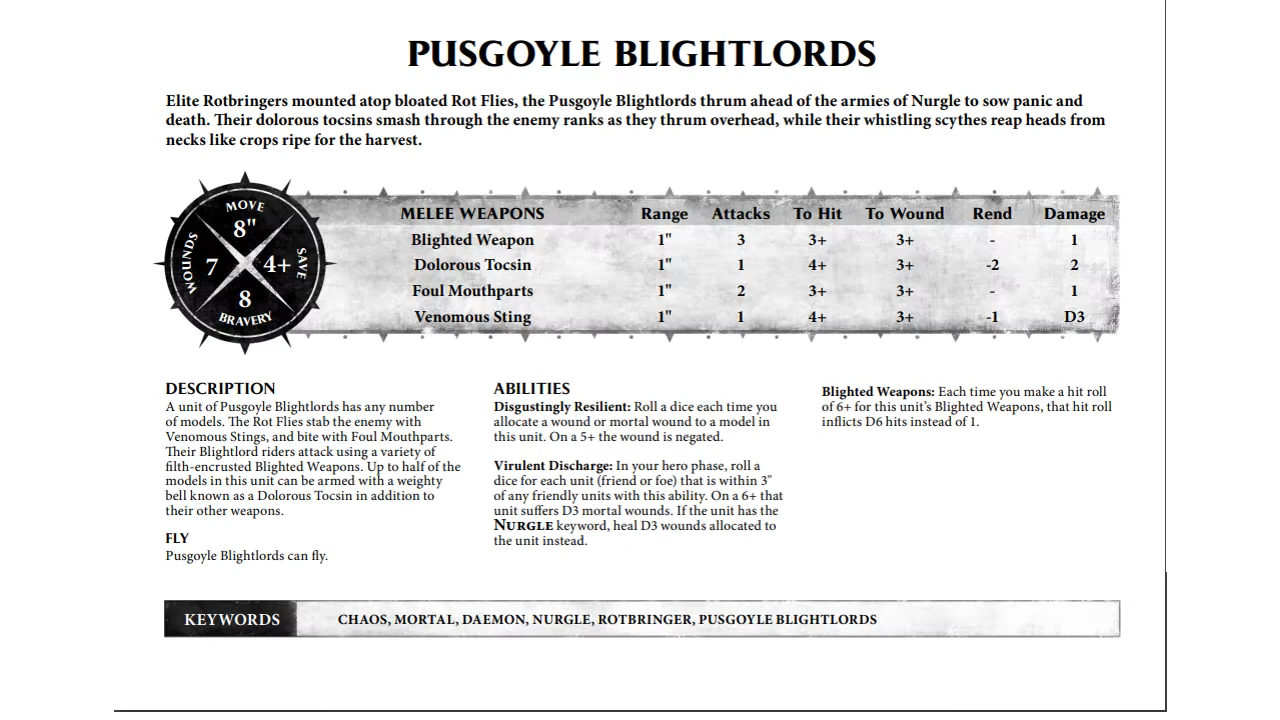 PUSGOYLE BLIGHTLORDS
Elite Rotbringers mounted atop bloated Rot Flies, the Pusgoyle Blightlords thrum ahead of the armies of Nurgle to sow panic and
death. Their dolorous tocsins smash through the enemy ranks as they thrum overhead, while their whistling scythes reap heads from
necks like crops ripe for the harvest.
MOVE
8"
WOUNDS
7
4+
SAVE
8
BRAVERY
MELEE WEAPONS Range Attacks To Hit To Wound Rend Damage
Blighted Weapon 1" 3 3+ 3+ - 1
Dolorous Tocsin 1" 1 4+ 3+ -2 2
Foul Mouthparts 1" 2 3+ 3+ - 1
Venomous Sting 1" 1 4+ 3+ -1 D3
DESCRIPTION
A unit of Pusgoyle Blightlords has any number
of models. The Rot Flies stab the enemy with
Venomous Stings, and bite with Foul Mouthparts.
Their Blightlord riders attack using a variety of
filth-encrusted Blighted Weapons. Up to half of the
models in this unit can be armed with a weighty
bell known as a Dolorous Tocsin in addition to
their other weapons.
FLY
Pusgoyle Blightlords can fly.
ABILITIES
Disgustingly Resilient: Roll a dice each time you
allocate a wound or mortal wound to a model in
this unit. On a 5+ the wound is negated.
Virulent Discharge: In your hero phase, roll a
dice for each unit (friend or foe) that is within 3"
of any friendly units with this ability. On a 6+ that
unit suffers D3 mortal wounds. If the unit has the
NURGLE keyword, heal D3 wounds allocated to
the unit instead.
Blighted Weapons: Each time you make a hit roll
of 6+ for this unit's Blighted Weapons, that hit roll
inflicts D6 hits instead of 1.
KEYWORDS CHAOS, MORTAL, DAEMON, NURGLE, ROTBRINGER, PUSGOYLE BLIGHTLORDS